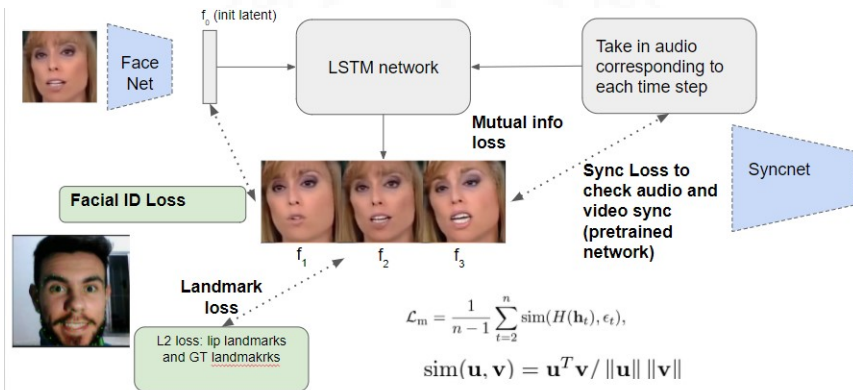 f₀ (init latent)
Face
Net
LSTM network
Take in audio
corresponding to
each time step
Mutual info
loss
Sync Loss to
check audio and
video sync
(pretrained
network)
Syncnet
Facial ID Loss
f₁
f₂
f₃
Landmark
loss
L2 loss: lip landmarks
and GT landmakrks
𝓛ₘ = 1/(n − 1) ∑ₜ₌₂ⁿ sim(H(𝐡ₜ), ϵₜ),
sim(𝐮, 𝐯) = 𝐮ᵀ𝐯/ ‖𝐮‖ ‖𝐯‖